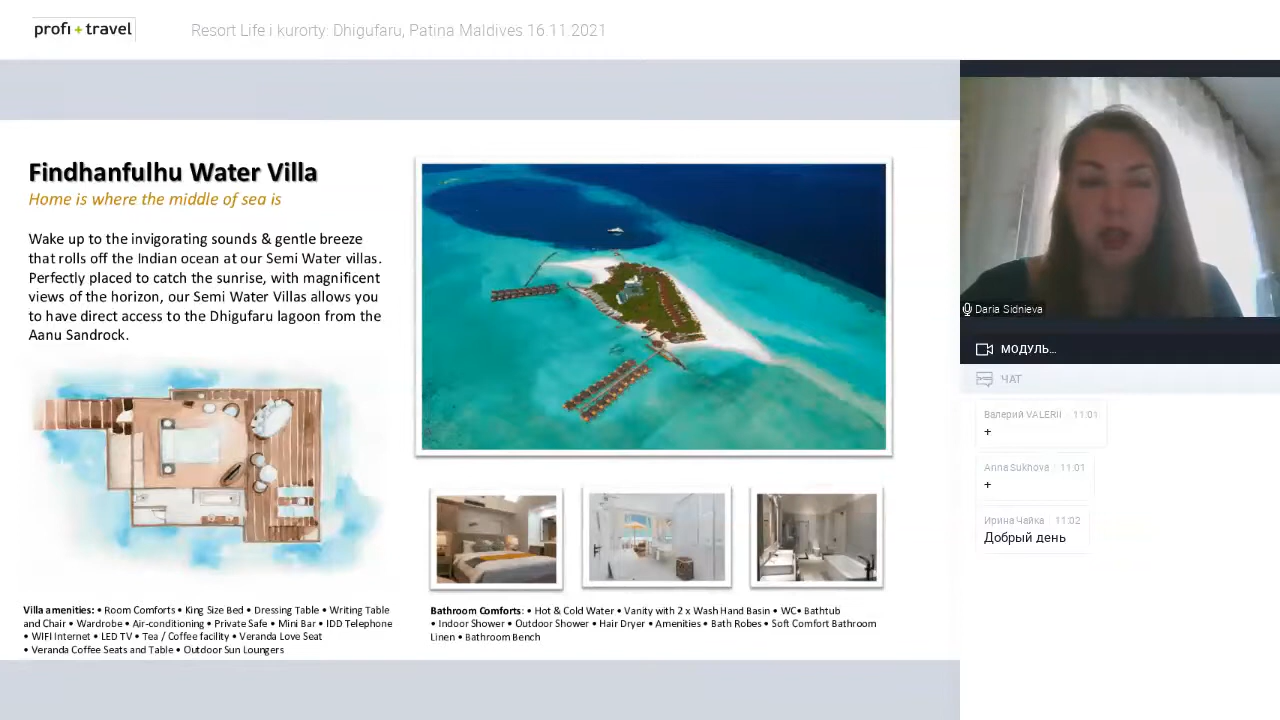 profi + travel
Resort Life i kurorty: Dhigufaru, Patina Maldives 16.11.2021
Findhanfulhu Water Villa
Home is where the middle of sea is
Wake up to the invigorating sounds & gentle breeze
that rolls off the Indian ocean at our Semi Water villas.
Perfectly placed to catch the sunrise, with magnificent
views of the horizon, our Semi Water Villas allows you
to have direct access to the Dhigufaru lagoon from the
Aanu Sandrock.
Villa amenities: • Room Comforts • King Size Bed • Dressing Table • Writing Table
and Chair • Wardrobe • Air-conditioning • Private Safe • Mini Bar • IDD Telephone
• WIFI Internet • LED TV • Tea / Coffee facility • Veranda Love Seat
• Veranda Coffee Seats and Table • Outdoor Sun Loungers
Bathroom Comforts: • Hot & Cold Water • Vanity with 2 x Wash Hand Basin • WC• Bathtub
• Indoor Shower • Outdoor Shower • Hair Dryer • Amenities • Bath Robes • Soft Comfort Bathroom
Linen • Bathroom Bench
Daria Sidnieva
МОДУЛЬ...
ЧАТ
Валерий VALERII 11:01
+
Anna Sukhova 11:01
+
Ирина Чайка 11:02
Добрый день